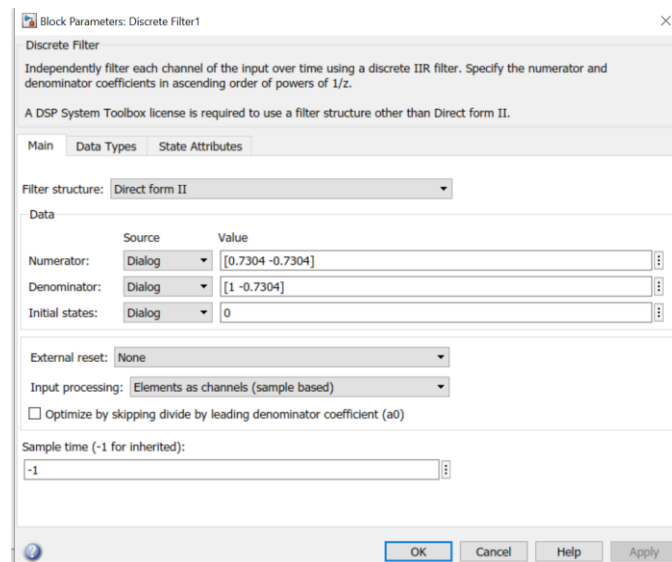 Block Parameters: Discrete Filter1
Discrete Filter
Independently filter each channel of the input over time using a discrete IIR filter. Specify the numerator and
denominator coefficients in ascending order of powers of 1/z.
A DSP System Toolbox license is required to use a filter structure other than Direct form II.
Main Data Types State Attributes
Filter structure: Direct form II
Data
Source Value
Numerator: Dialog [0.7304 -0.7304]
Denominator: Dialog [1 -0.7304]
Initial states: Dialog 0
External reset: None
Input processing: Elements as channels (sample based)
Optimize by skipping divide by leading denominator coefficient (a0)
Sample time (-1 for inherited):
-1
OK Cancel Help Apply